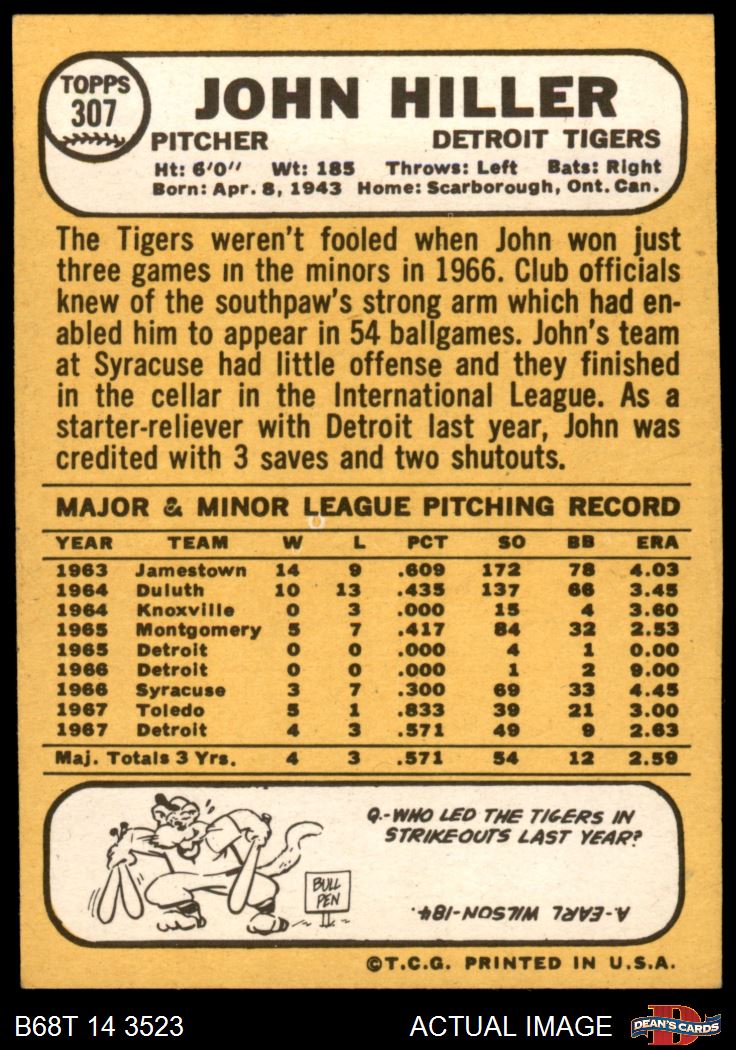 TOPPS
307
JOHN HILLER
PITCHER DETROIT TIGERS
Ht: 6'0" Wt: 185 Throws: Left Bats: Right
Born: Apr. 8, 1943 Home: Scarborough, Ont. Can.
The Tigers weren't fooled when John won just
three games in the minors in 1966. Club officials
knew of the southpaw's strong arm which had en-
abled him to appear in 54 ballgames. John's team
at Syracuse had little offense and they finished
in the cellar in the International League. As a
starter-reliever with Detroit last year, John was
credited with 3 saves and two shutouts.
MAJOR & MINOR LEAGUE PITCHING RECORD
YEAR TEAM W L PCT SO BB ERA
1963 Jamestown 14 9 .609 172 78 4.03
1964 Duluth 10 13 .435 137 66 3.45
1964 Knoxville 0 3 .000 15 4 3.60
1965 Montgomery 5 7 .417 84 32 2.53
1965 Detroit 0 0 .000 4 1 0.00
1966 Detroit 0 0 .000 1 2 9.00
1966 Syracuse 3 7 .300 69 33 4.45
1967 Toledo 5 1 .833 39 21 3.00
1967 Detroit 4 3 .571 49 9 2.63
Maj. Totals 3 Yrs. 4 3 .571 54 12 2.59
Q.-WHO LED THE TIGERS IN
STRIKEOUTS LAST YEAR?
BULL
PEN
A.-EARL WILSON-184.
©T.C.G. PRINTED IN U.S.A.
B68T 14 3523 ACTUAL IMAGE DEAN'S CARDS